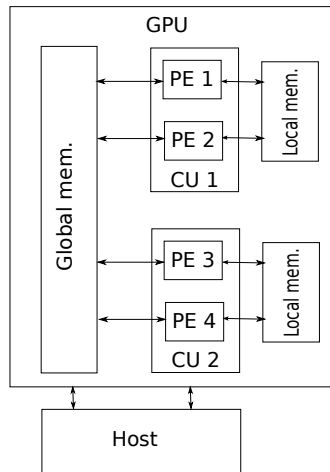 GPU
Global mem.
PE 1
PE 2
CU 1
Local mem.
PE 3
PE 4
CU 2
Local mem.
Host